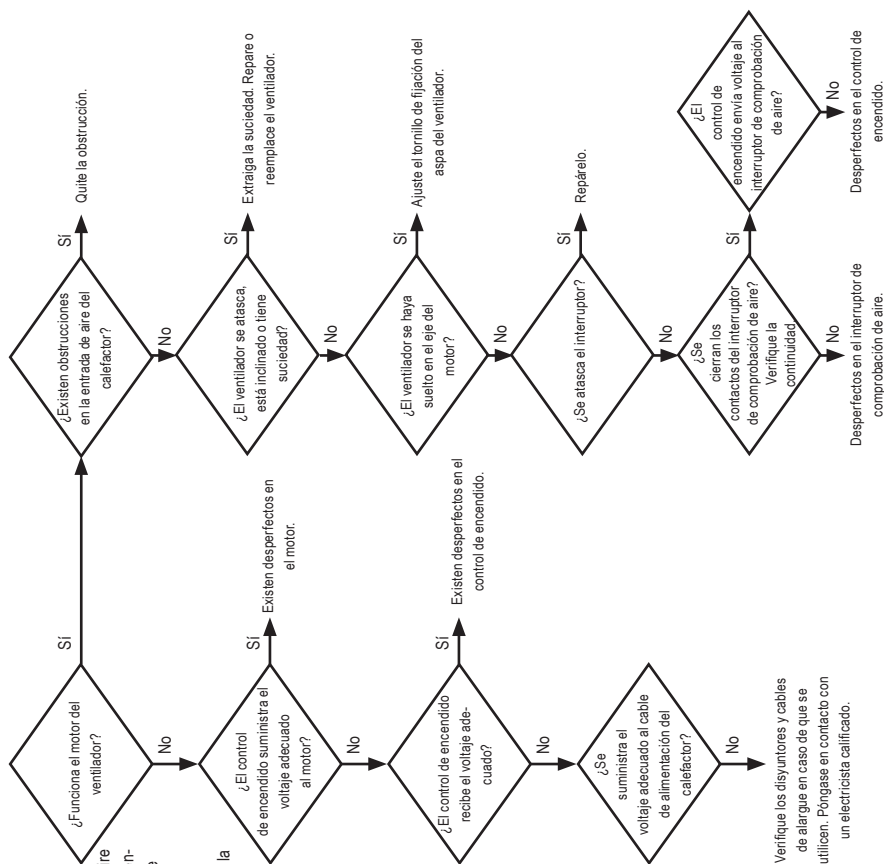 ¿Funciona el motor del
ventilador?
Sí
No
¿El control
de encendido suministra el
voltaje adecuado
al motor?
Sí
Existen desperfectos en
el motor.
No
¿El control de encendido
recibe el voltaje ade-
cuado?
Sí
Existen desperfectos en el
control de encendido.
No
¿Se
suministra el
voltaje adecuado al cable
de alimentación del
calefactor?
No
Verifique los disyuntores y cables
de alargue en caso de que se
utilicen. Póngase en contacto con
un electricista calificado.
¿Existen obstrucciones
en la entrada de aire del
calefactor?
Sí
Quite la obstrucción.
No
¿El ventilador se atasca,
está inclinado o tiene
suciedad?
Sí
Extraiga la suciedad. Repare o
reemplace el ventilador.
No
¿El ventilador se haya
suelto en el eje del
motor?
Sí
Ajuste el tornillo de fijación del
aspa del ventilador.
No
¿Se atasca el interruptor?
Sí
Repárelo.
No
¿Se
cierran los
contactos del interruptor
de comprobación de aire?
Verifique la
continuidad
Sí
No
Desperfectos en el interruptor de
comprobación de aire.
¿El
control de
encendido envía voltaje al
interruptor de comprobación
de aire?
No
Desperfectos en el control de
encendido.
ire
on-
e
la